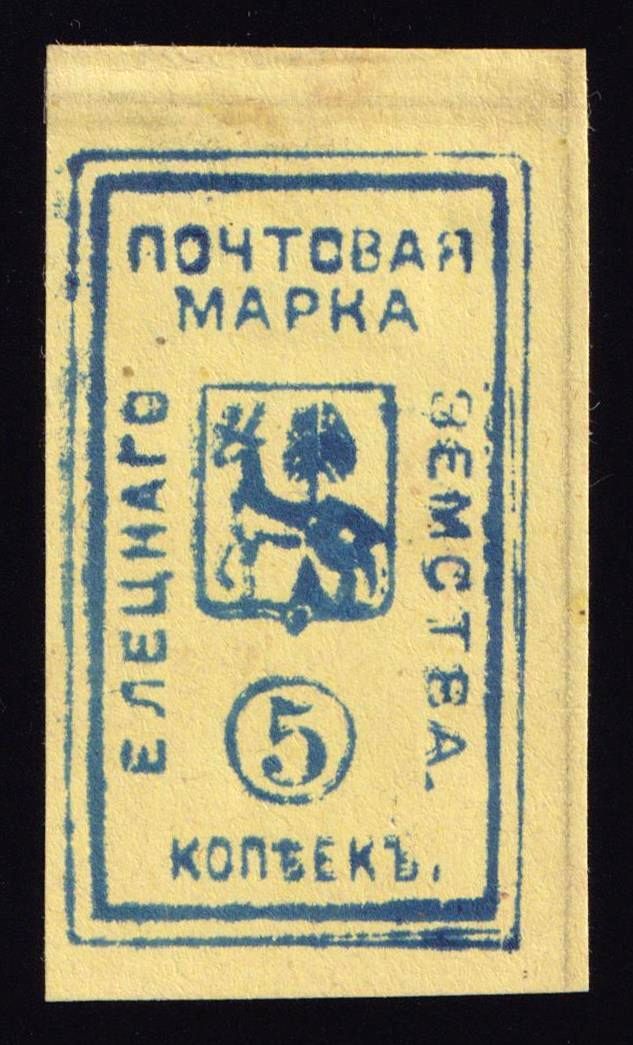 ПОЧТОВАЯ
МАРКА
ЕЛЕЦКАГО
ЗЕМСТВА.
5
КОПѢЕКЪ.